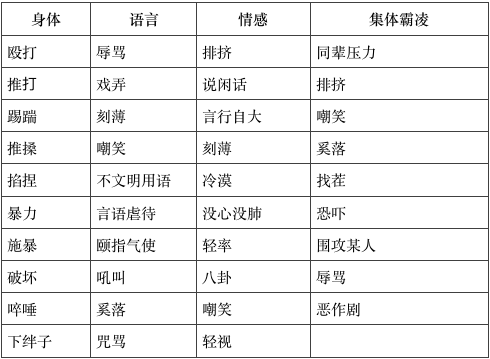 身体 语言 情感 集体霸凌
殴打 辱骂 排挤 同辈压力
推打 戏弄 说闲话 排挤
踢踹 刻薄 言行自大 嘲笑
推搡 嘲笑 刻薄 奚落
掐捏 不文明用语 冷漠 找茬
暴力 言语虐待 没心没肺 恐吓
施暴 颐指气使 轻率 围攻某人
破坏 吼叫 八卦 辱骂
啐唾 奚落 嘲笑 恶作剧
下绊子 咒骂 轻视